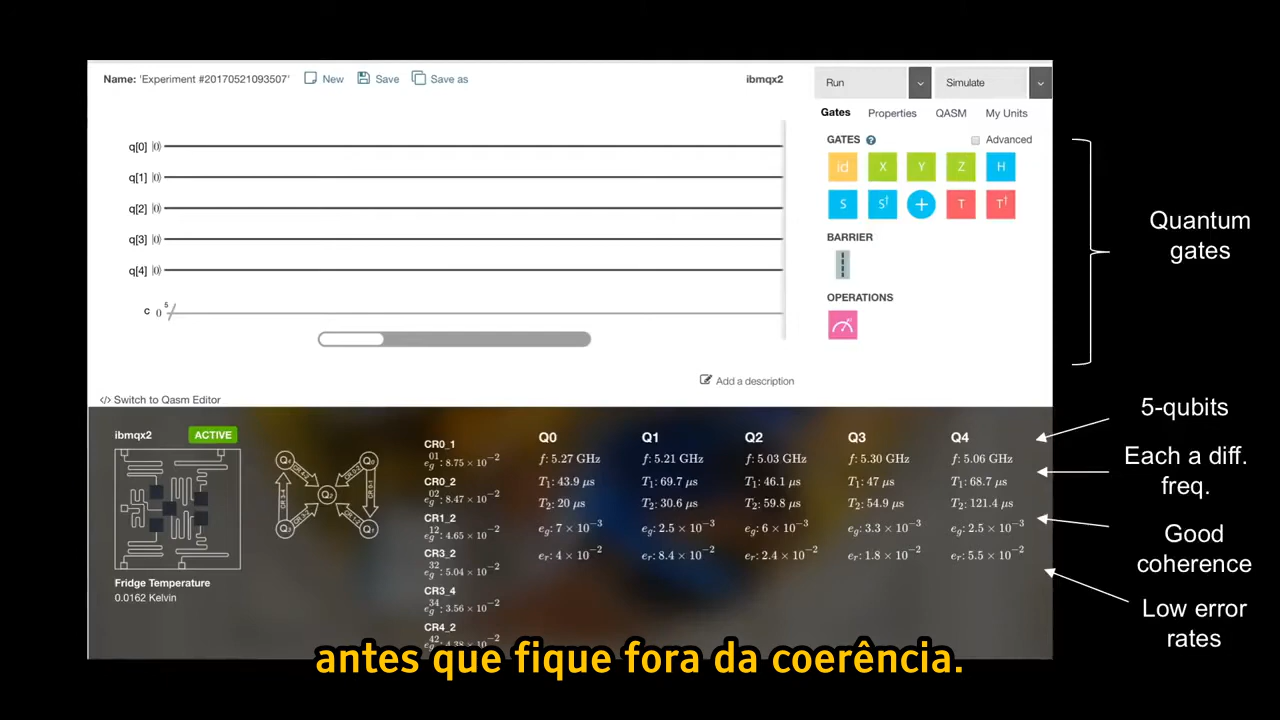 Name: 'Experiment #20170521093507' New Save Save as ibmqx2 Run Simulate
Gates Properties QASM My Units
GATES ? Advanced
id X Y Z H
S S† + T T†
BARRIER
OPERATIONS
q[0] |0⟩
q[1] |0⟩
q[2] |0⟩
q[3] |0⟩
q[4] |0⟩
c 0 5
Add a description
</> Switch to Qasm Editor
Quantum
gates
ibmqx2 ACTIVE
Fridge Temperature
0.0162 Kelvin
CR0_1
e_g^01: 8.75 × 10⁻²
CR0_2
e_g^02: 8.47 × 10⁻²
CR1_2
e_g^12: 4.65 × 10⁻²
CR3_2
e_g^32: 5.04 × 10⁻²
CR3_4
e_g^34: 3.56 × 10⁻²
CR4_2
Q0 Q1 Q2 Q3 Q4
f: 5.27 GHz f: 5.21 GHz f: 5.03 GHz f: 5.30 GHz f: 5.06 GHz
T₁: 43.9 μs T₁: 69.7 μs T₁: 46.1 μs T₁: 47 μs T₁: 68.7 μs
T₂: 20 μs T₂: 30.6 μs T₂: 59.8 μs T₂: 54.9 μs T₂: 121.4 μs
e_g: 7 × 10⁻³ e_g: 2.5 × 10⁻³ e_g: 6 × 10⁻³ e_g: 3.3 × 10⁻³ e_g: 2.5 × 10⁻³
e_r: 4 × 10⁻² e_r: 8.4 × 10⁻² e_r: 2.4 × 10⁻² e_r: 1.8 × 10⁻² e_r: 5.5 × 10⁻²
5-qubits
Each a diff.
freq.
Good
coherence
Low error
rates
antes que fique fora da coerência.